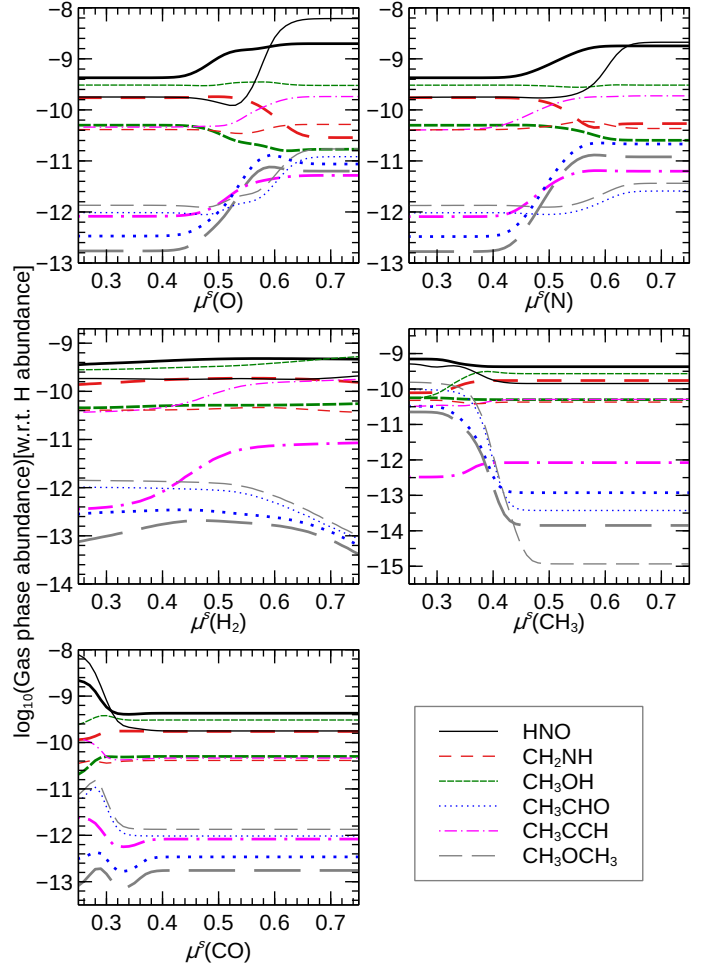 −8
−9
−10
−11
−12
−13
0.3 0.4 0.5 0.6 0.7
μˢ(O)
−8
−9
−10
−11
−12
−13
0.3 0.4 0.5 0.6 0.7
μˢ(N)
log₁₀(Gas phase abundance)[w.r.t. H abundance]
−9
−10
−11
−12
−13
−14
0.3 0.4 0.5 0.6 0.7
μˢ(H₂)
−9
−10
−11
−12
−13
−14
−15
0.3 0.4 0.5 0.6 0.7
μˢ(CH₃)
−8
−9
−10
−11
−12
−13
0.3 0.4 0.5 0.6 0.7
μˢ(CO)
HNO
CH₂NH
CH₃OH
CH₃CHO
CH₃CCH
CH₃OCH₃